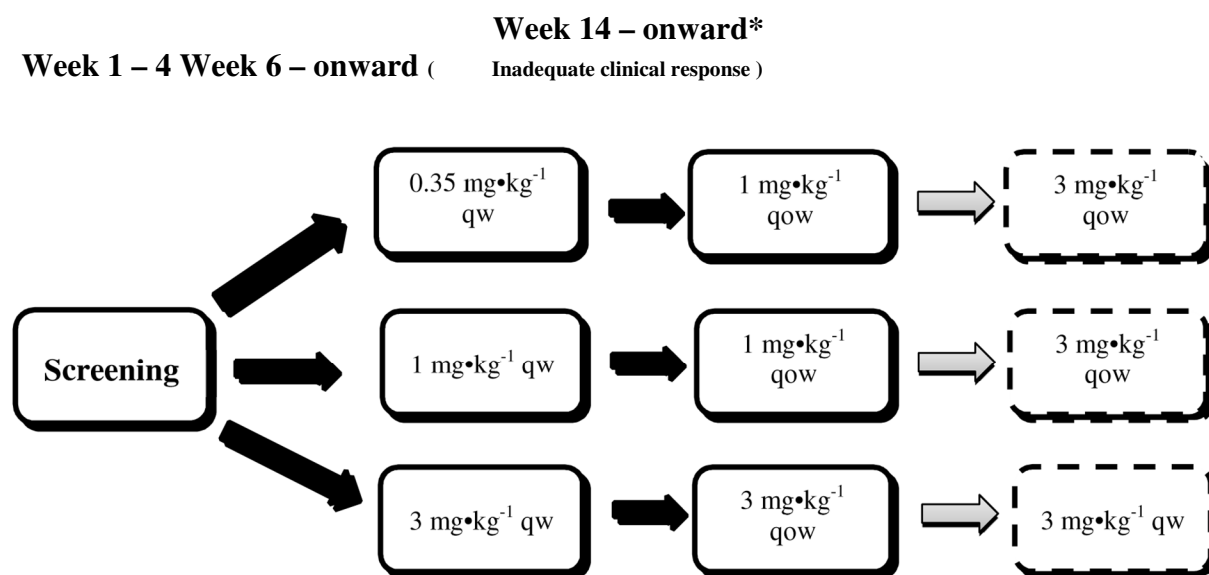 Week 14 – onward*
Week 1 – 4 Week 6 – onward ( Inadequate clinical response )
0.35 mg•kg⁻¹
qw
1 mg•kg⁻¹
qow
3 mg•kg⁻¹
qow
Screening
1 mg•kg⁻¹ qw
1 mg•kg⁻¹
qow
3 mg•kg⁻¹
qow
3 mg•kg⁻¹ qw
3 mg•kg⁻¹
qow
3 mg•kg⁻¹ qw